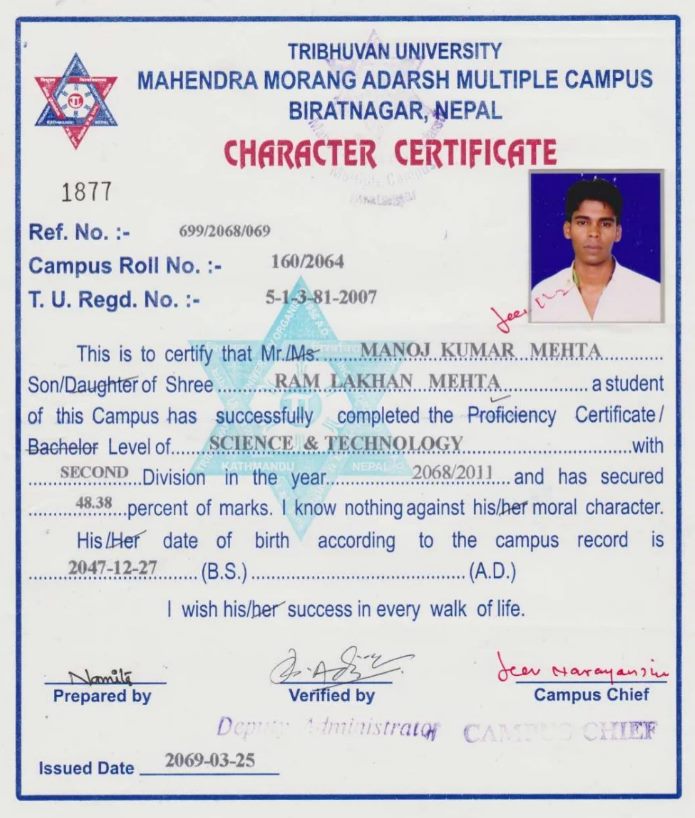 TRIBHUVAN UNIVERSITY
MAHENDRA MORANG ADARSH MULTIPLE CAMPUS
BIRATNAGAR, NEPAL
CHARACTER CERTIFICATE
1877
Ref. No. :- 699/2068/069
Campus Roll No. :- 160/2064
T. U. Regd. No. :- 5-1-3-81-2007
This is to certify that Mr./Ms. MANOJ KUMAR MEHTA
Son/Daughter of Shree RAM LAKHAN MEHTA a student
of this Campus has successfully completed the Proficiency Certificate/
Bachelor Level of SCIENCE & TECHNOLOGY with
SECOND Division in the year 2068/2011 and has secured
KATHMANDU NEPAL
48.38 percent of marks. I know nothing against his/her moral character.
His/Her date of birth according to the campus record is
2047-12-27 (B.S.) (A.D.)
I wish his/her success in every walk of life.
Namita
Jeev Narayan
Prepared by Verified by Campus Chief
Deputy Administrator CAMPUS CHIEF
Issued Date 2069-03-25